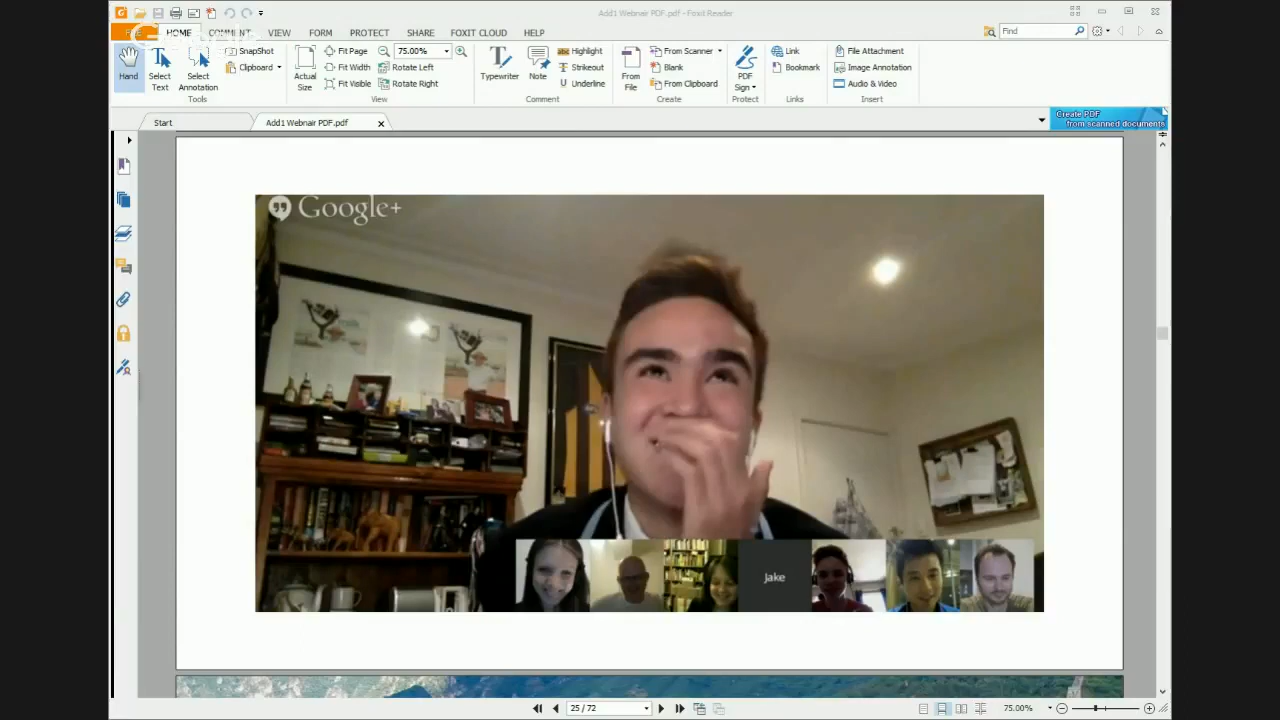 Add1 Webnair PDF.pdf - Foxit Reader
FILE HOME COMMENT VIEW FORM PROTECT SHARE FOXIT CLOUD HELP
Google
Find
Hand
Select Text
Select Annotation
SnapShot
Clipboard
Tools
Actual Size
Fit Page
Fit Width
Fit Visible
75.00%
Rotate Left
Rotate Right
View
Typewriter
Note
Highlight
Strikeout
Underline
Comment
From File
From Scanner
Blank
From Clipboard
Create
PDF Sign
Protect
Link
Bookmark
Links
File Attachment
Image Annotation
Audio & Video
Insert
Start
Add1 Webnair PDF.pdf
Create PDF
from scanned documents
Google+
Jake
25 / 72
75.00%